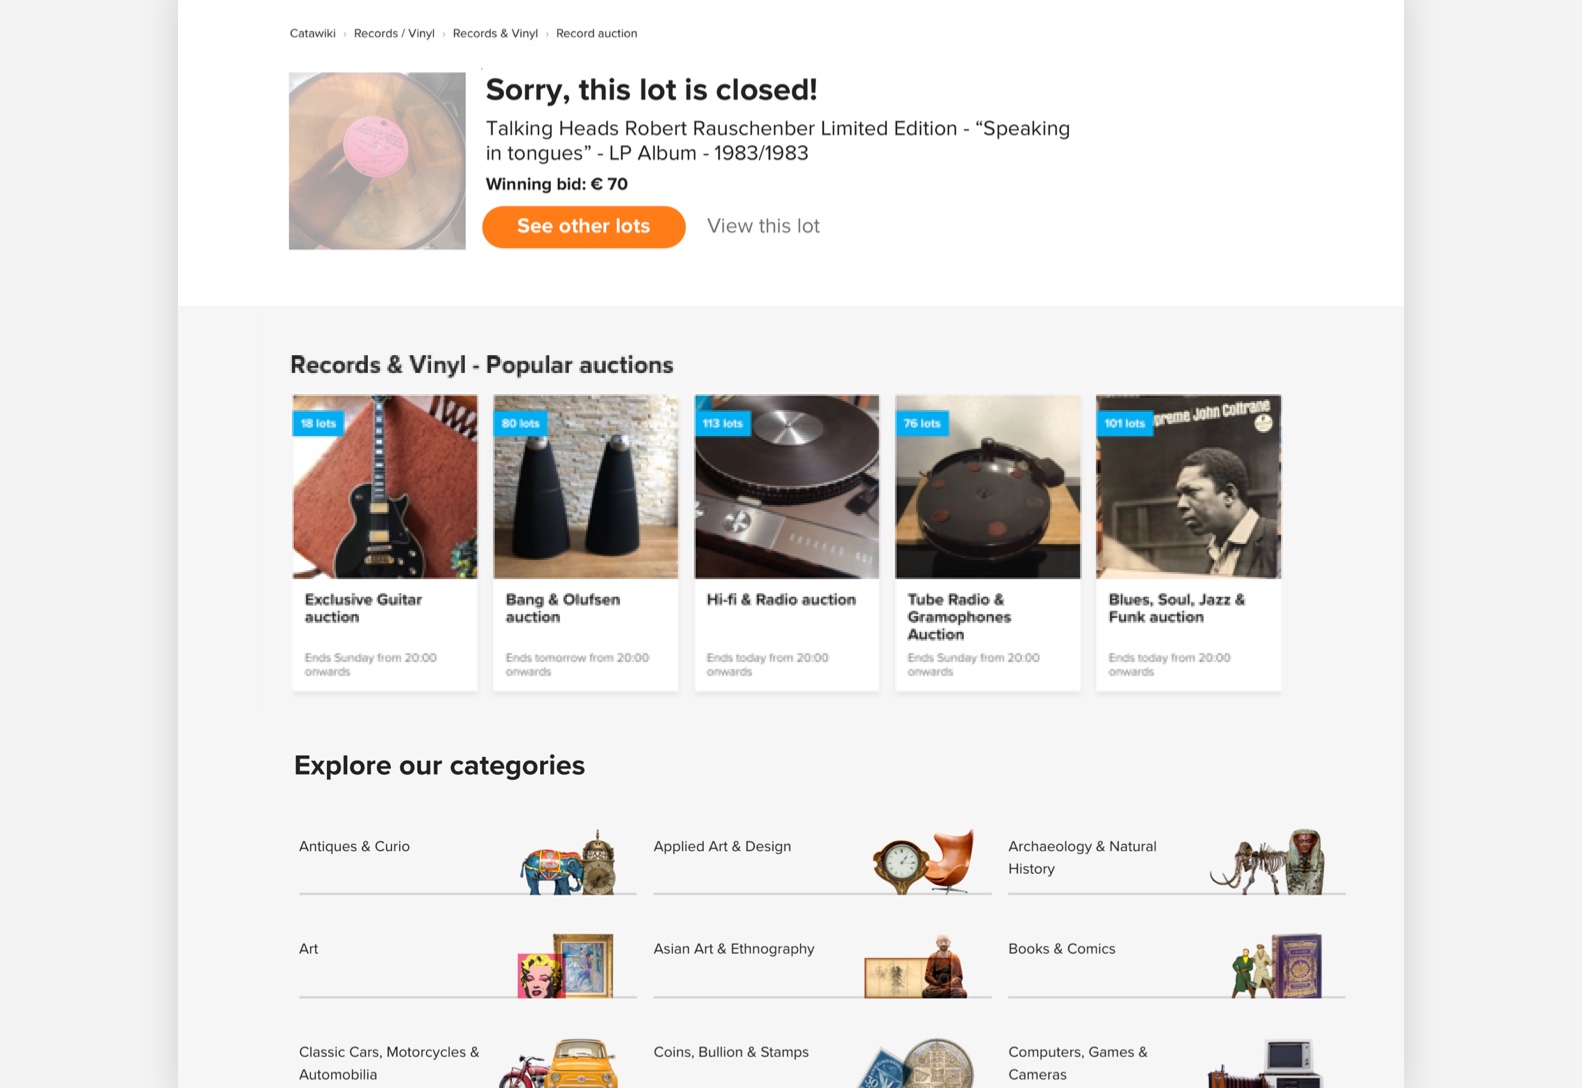 Catawiki › Records / Vinyl › Records & Vinyl › Record auction
Sorry, this lot is closed!
Talking Heads Robert Rauschenber Limited Edition - “Speaking
in tongues” - LP Album - 1983/1983
Winning bid: € 70
See other lots
View this lot
Records & Vinyl - Popular auctions
18 lots
80 lots
113 lots
76 lots
101 lots
preme John Coltrane
Exclusive Guitar
auction
Ends Sunday from 20:00
onwards
Bang & Olufsen
auction
Ends tomorrow from 20:00
onwards
Hi-fi & Radio auction
Ends today from 20:00
onwards
Tube Radio &
Gramophones
Auction
Ends Sunday from 20:00
onwards
Blues, Soul, Jazz &
Funk auction
Ends today from 20:00
onwards
Explore our categories
Antiques & Curio
Applied Art & Design
Archaeology & Natural
History
Art
Asian Art & Ethnography
Books & Comics
Classic Cars, Motorcycles &
Automobilia
Coins, Bullion & Stamps
Computers, Games &
Cameras